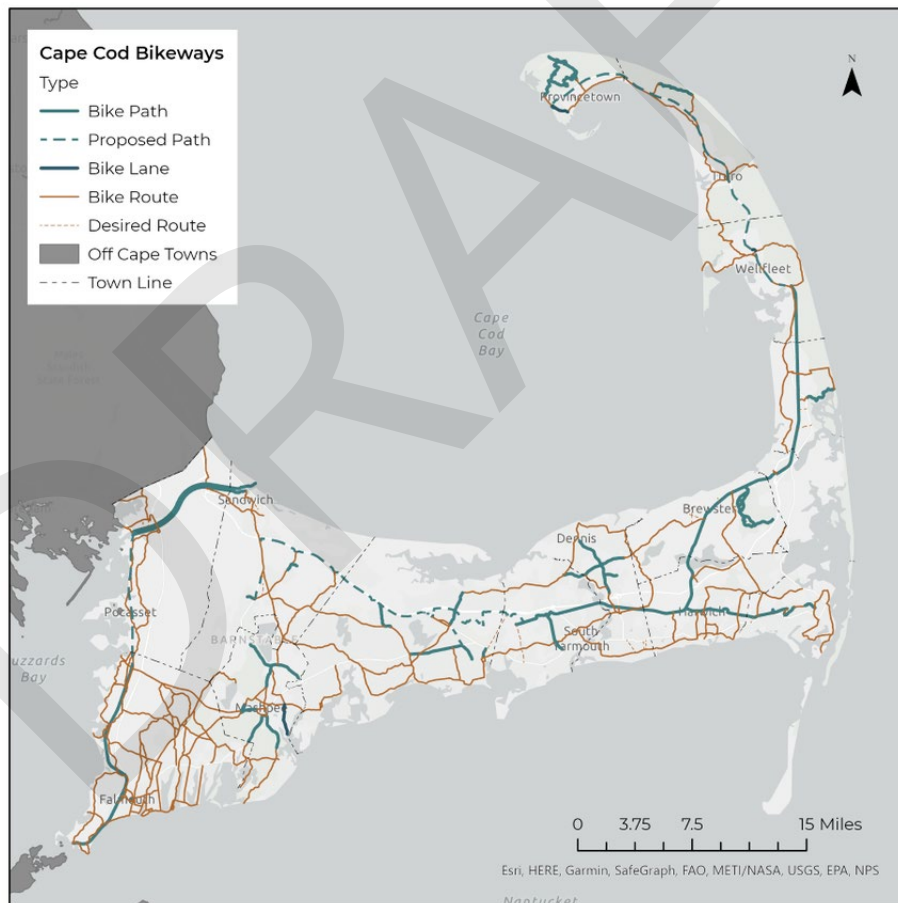 Cape Cod Bikeways
Type
Bike Path
Proposed Path
Bike Lane
Bike Route
Desired Route
Off Cape Towns
Town Line
N
Provincetown
Truro
Wellfleet
Cape
Cod
Bay
Sandwich
Brewster
Dennis
Pocasset
Harwich
BARNSTABLE
South
Yarmouth
Buzzards
Bay
Mashpee
Falmouth
0 3.75 7.5 15 Miles
Esri, HERE, Garmin, SafeGraph, FAO, METI/NASA, USGS, EPA, NPS
Nantucket
DRAF